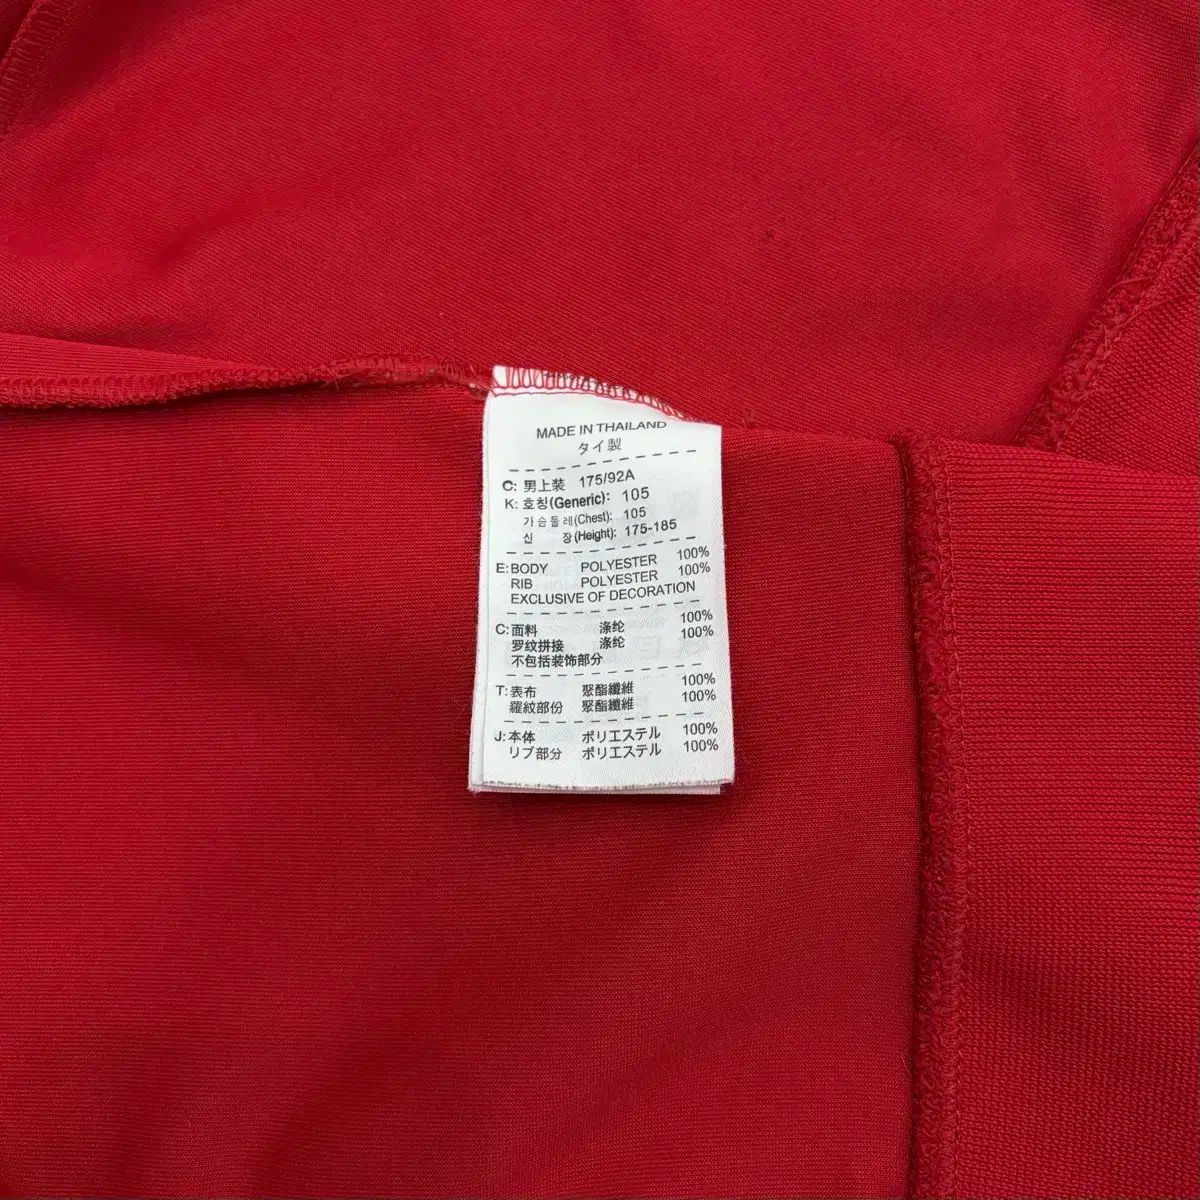 MADE IN THAILAND
タイ製
C: 男上装 175/92A
K: 호칭(Generic): 105
가슴둘레(Chest): 105
신 장(Height): 175-185
E: BODY POLYESTER 100%
RIB POLYESTER 100%
EXCLUSIVE OF DECORATION
C: 面料 涤纶 100%
罗纹拼接 涤纶 100%
不包括装饰部分
T: 表布 聚酯纖維 100%
羅紋部份 聚酯纖維 100%
J: 本体 ポリエステル 100%
リブ部分 ポリエステル 100%